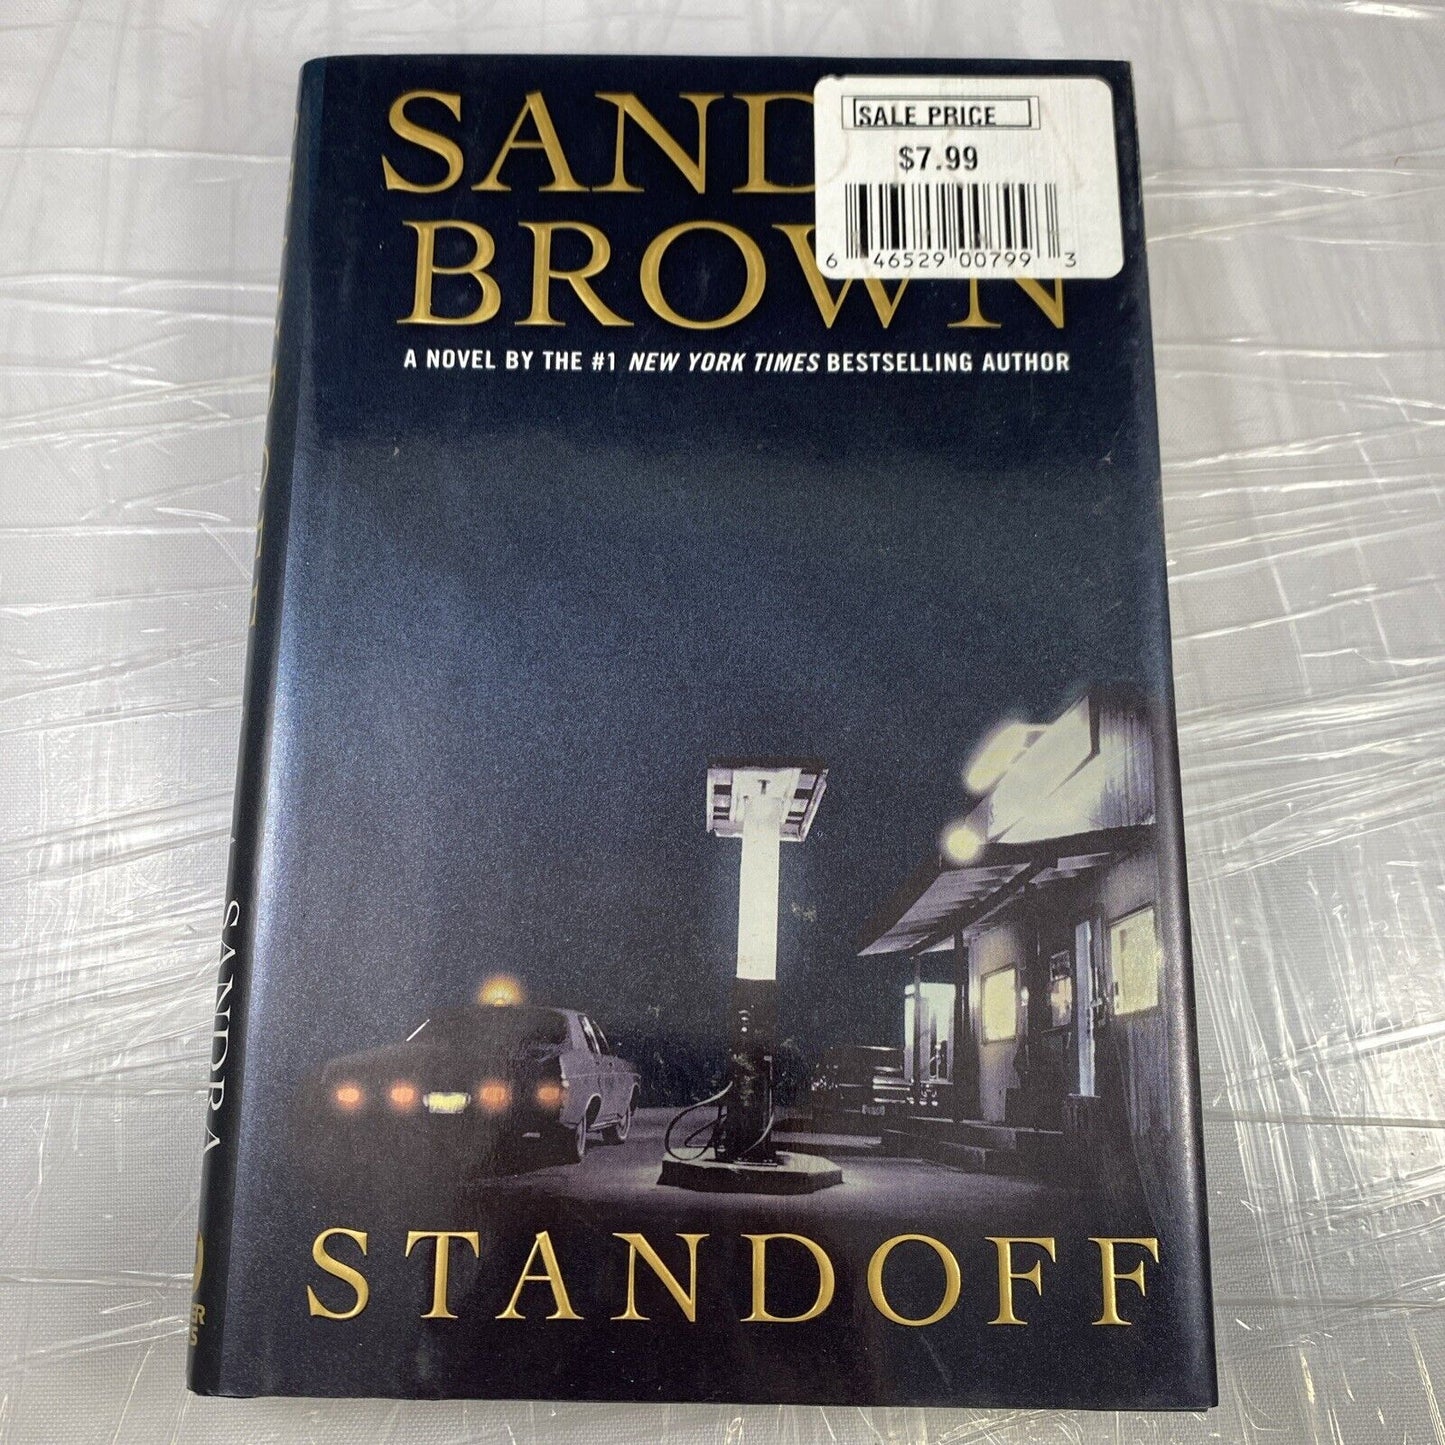 SAND
BROWN
SALE PRICE
$7.99
6 46529 00799 3
A NOVEL BY THE #1 NEW YORK TIMES BESTSELLING AUTHOR
STANDOFF
SANDRA